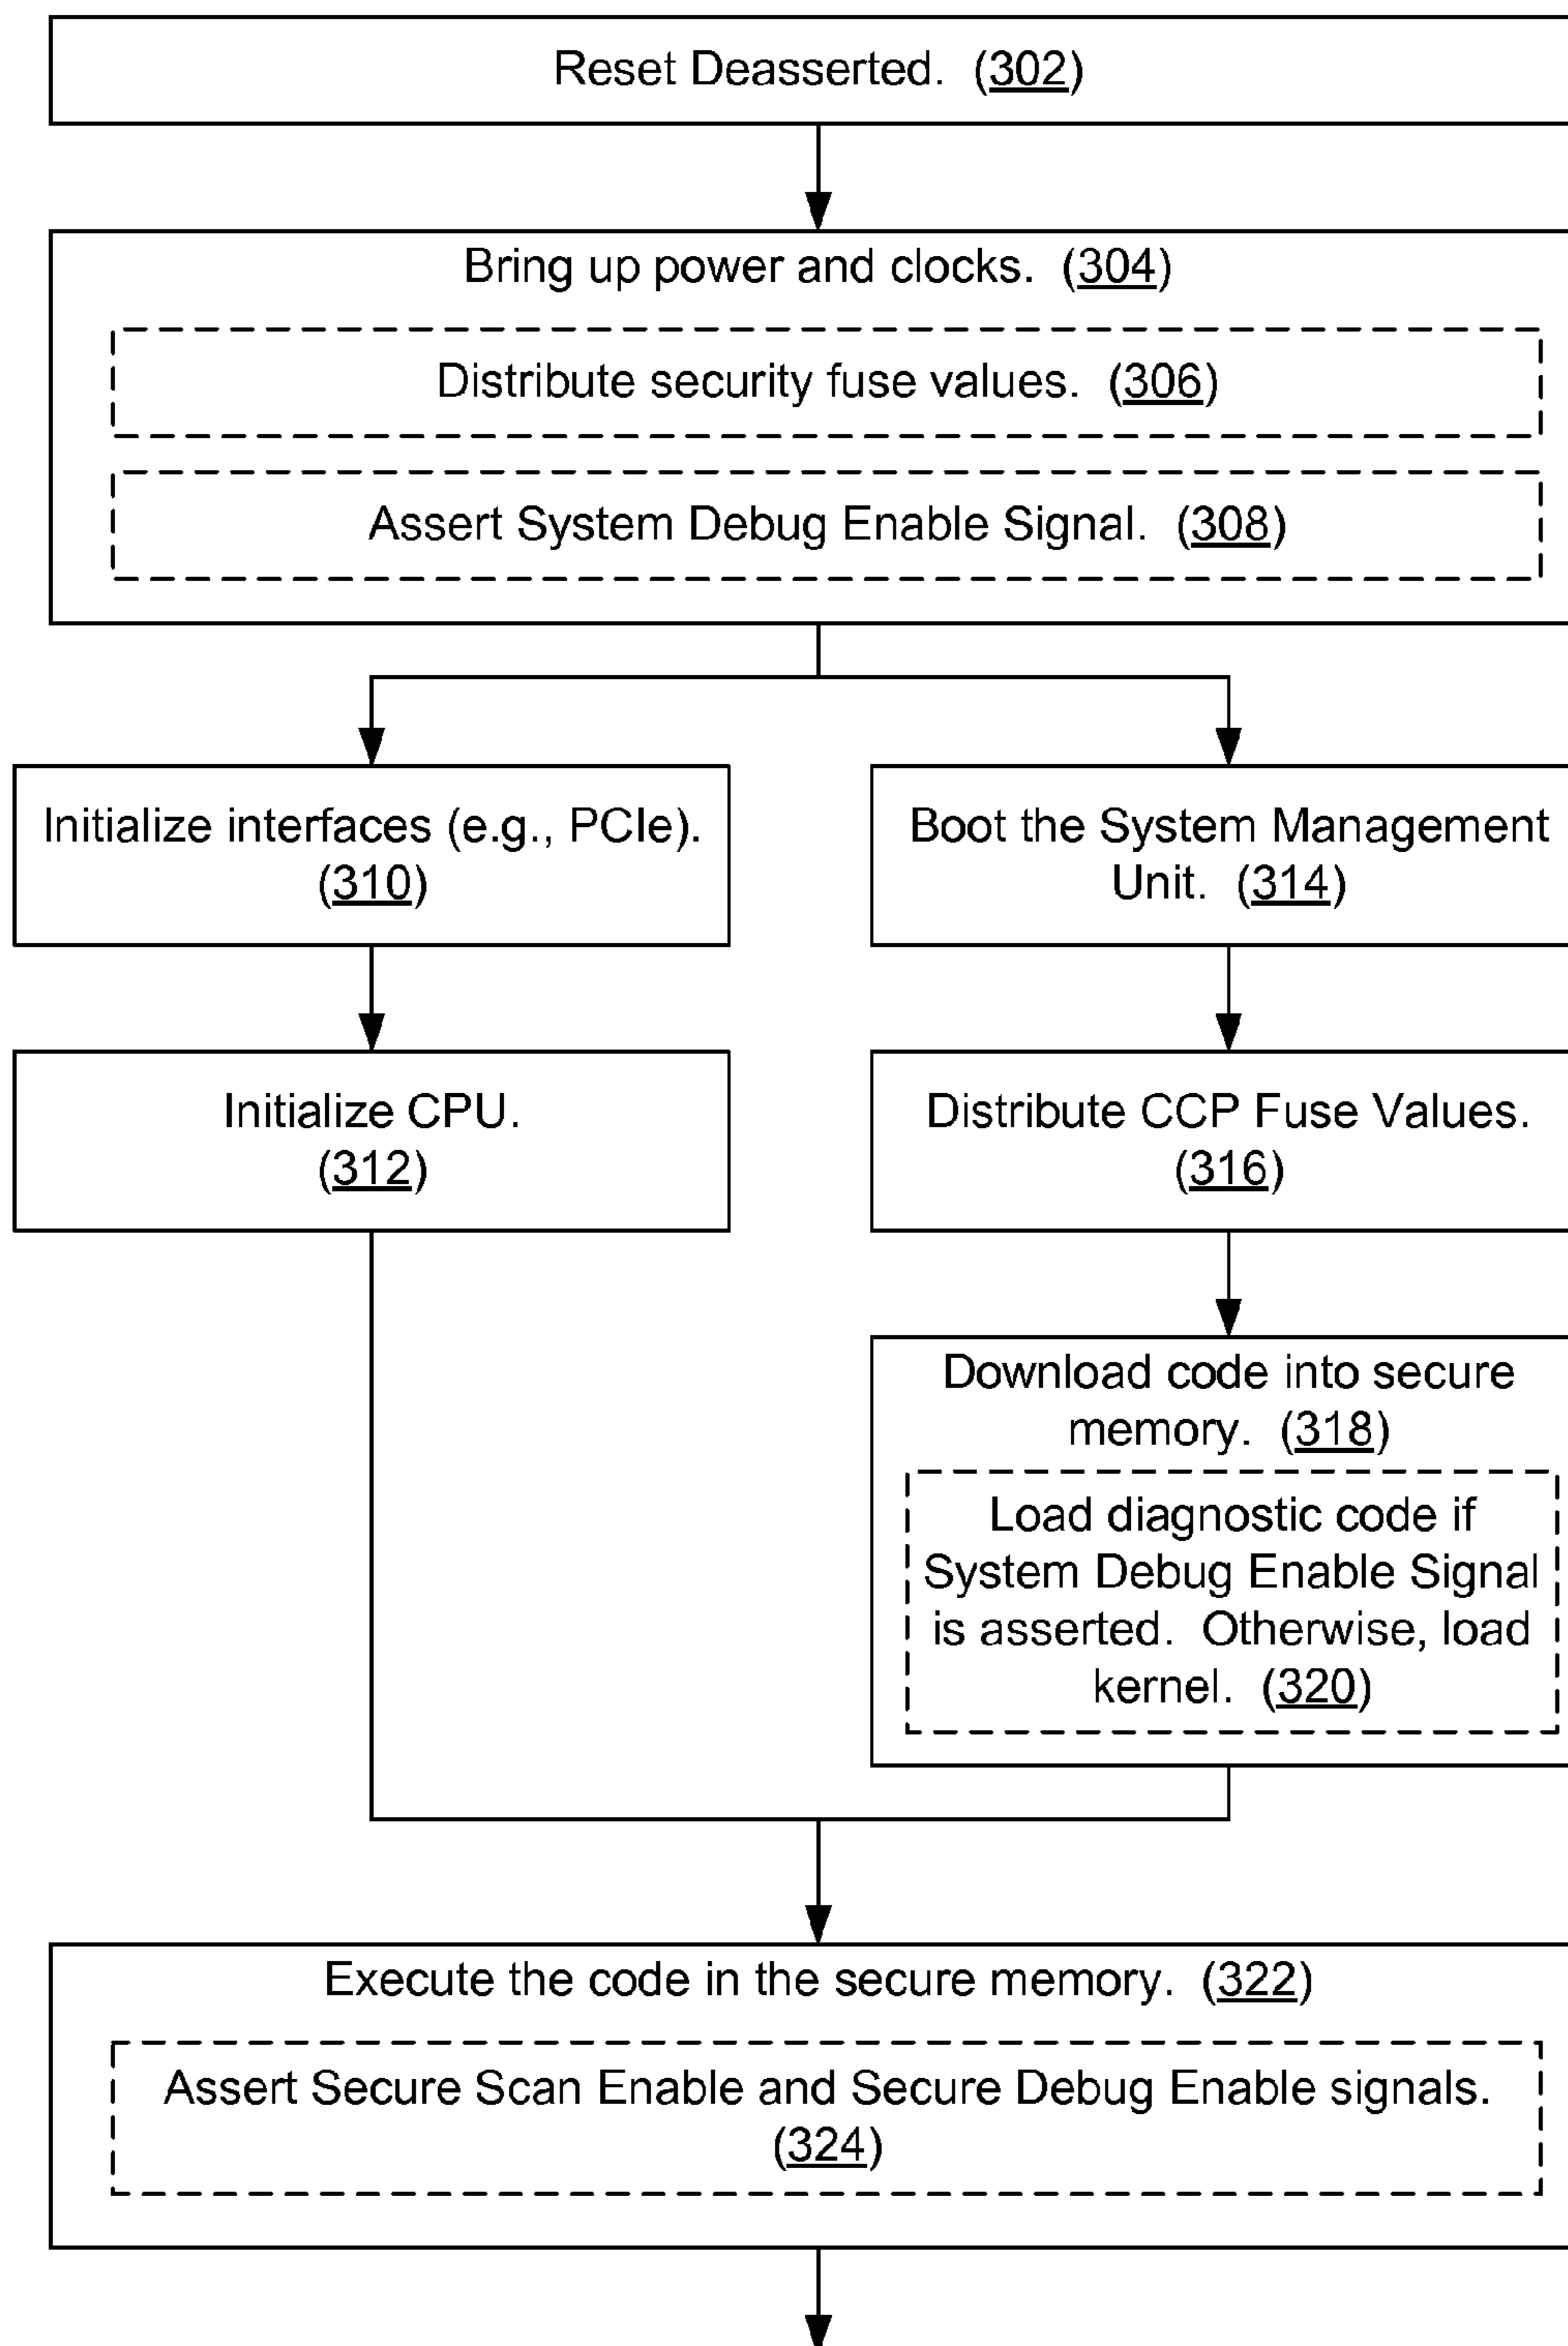 Reset Deasserted. (302)
Bring up power and clocks. (304)
Distribute security fuse values. (306)
Assert System Debug Enable Signal. (308)
Initialize interfaces (e.g., PCIe).
(310)
Boot the System Management
Unit. (314)
Initialize CPU.
(312)
Distribute CCP Fuse Values.
(316)
Download code into secure
memory. (318)
Load diagnostic code if
System Debug Enable Signal
is asserted. Otherwise, load
kernel. (320)
Execute the code in the secure memory. (322)
Assert Secure Scan Enable and Secure Debug Enable signals.
(324)